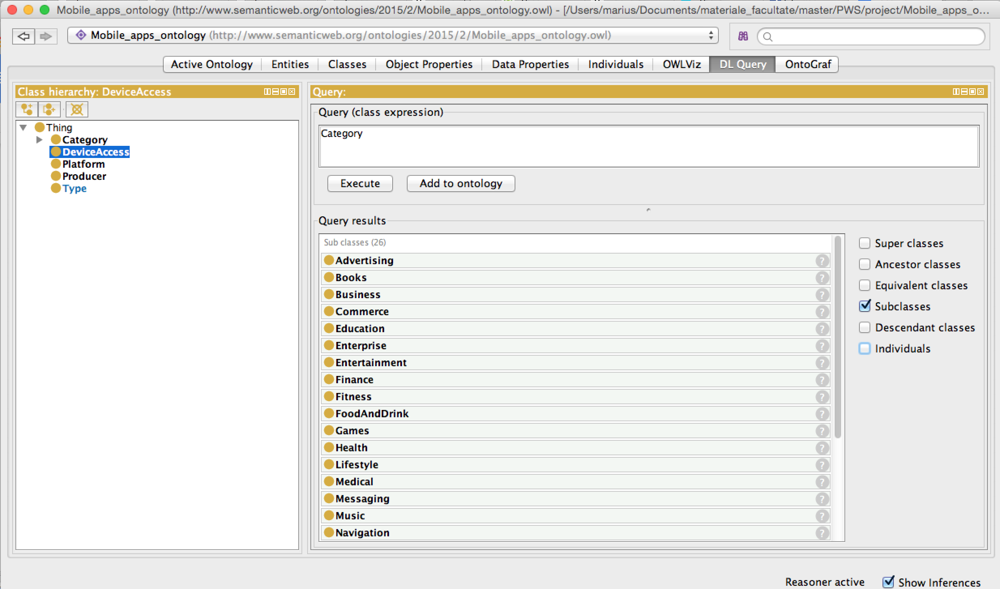 Mobile_apps_ontology (http://www.semanticweb.org/ontologies/2015/2/Mobile_apps_ontology.owl) - [/Users/marius/Documents/materiale_facultate/master/PWS/project/Mobile_apps_o...
Mobile_apps_ontology (http://www.semanticweb.org/ontologies/2015/2/Mobile_apps_ontology.owl)
Active Ontology Entities Classes Object Properties Data Properties Individuals OWLViz DL Query OntoGraf
Class hierarchy: DeviceAccess
Thing
Category
DeviceAccess
Platform
Producer
Type
Query:
Query (class expression)
Category
Execute Add to ontology
Query results
Sub classes (26)
Advertising ?
Books ?
Business ?
Commerce ?
Education ?
Enterprise ?
Entertainment ?
Finance ?
Fitness ?
FoodAndDrink ?
Games ?
Health ?
Lifestyle ?
Medical ?
Messaging ?
Music ?
Navigation ?
Super classes
Ancestor classes
Equivalent classes
Subclasses
Descendant classes
Individuals
Reasoner active Show Inferences